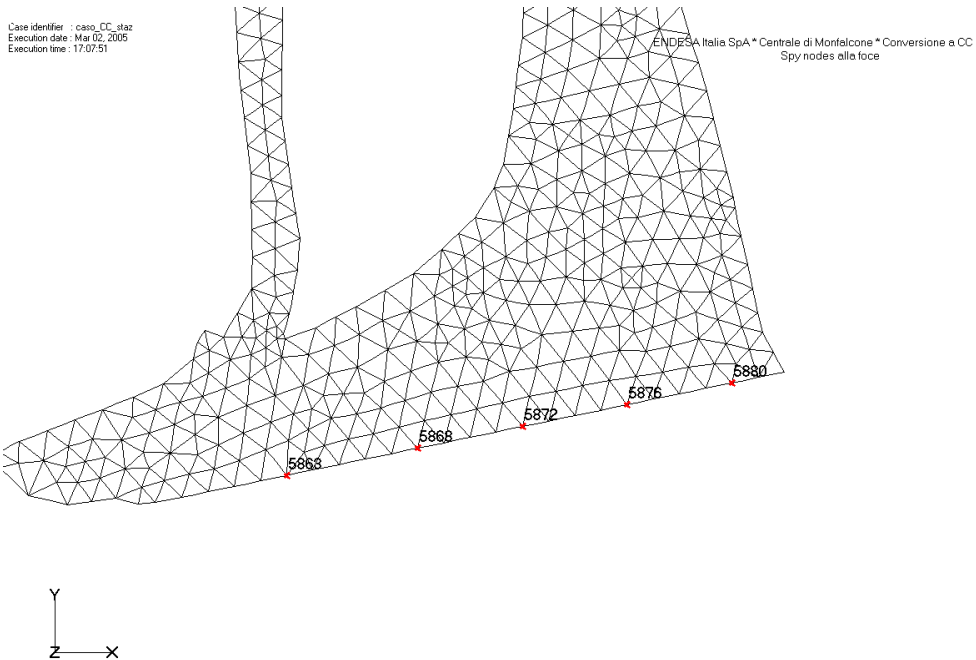 Case identifier : caso_CC_staz
Execution date : Mar 02, 2005
Execution time : 17:07:51
ENDESA Italia SpA * Centrale di Monfalcone * Conversione a CC
Spy nodes alla foce
5880
5876
5872
5868
5863
Y
Z X